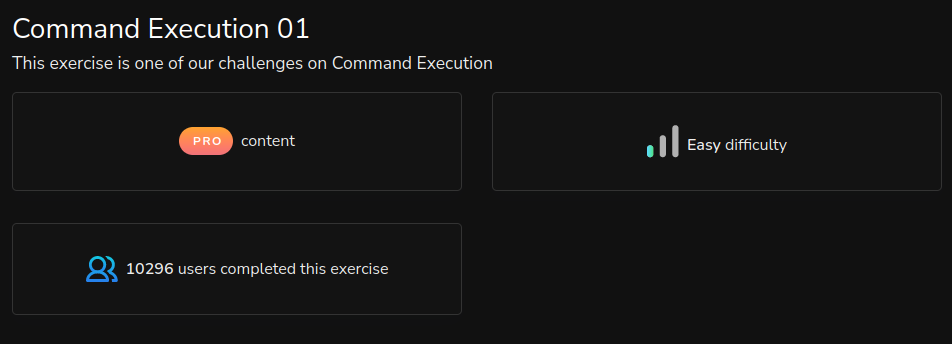 Command Execution 01
This exercise is one of our challenges on Command Execution
PRO content
Easy difficulty
10296 users completed this exercise